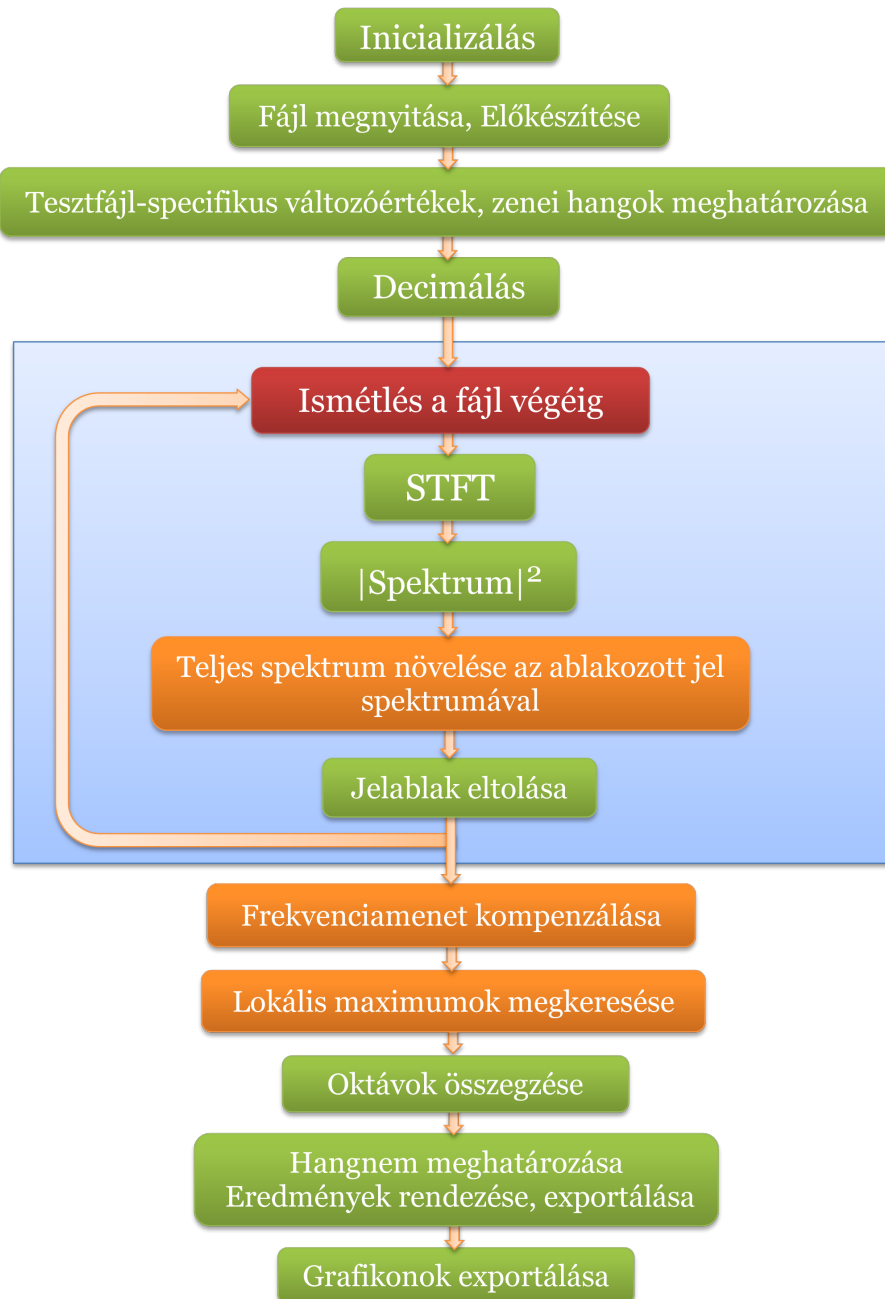 Inicializálás
Fájl megnyitása, Előkészítése
Tesztfájl-specifikus változóértékek, zenei hangok meghatározása
Decimálás
Ismétlés a fájl végéig
STFT
|Spektrum|²
Teljes spektrum növelése az ablakozott jel
spektrumával
Jelablak eltolása
Frekvenciamenet kompenzálása
Lokális maximumok megkeresése
Oktávok összegzése
Hangnem meghatározása
Eredmények rendezése, exportálása
Grafikonok exportálása